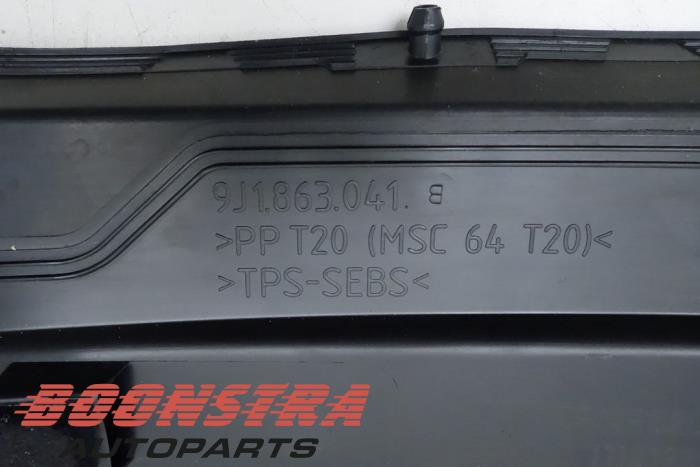 9J1.863.041. B
>PP T20 (MSC 64 T20)<
>TPS-SEBS<
BOONSTRA
AUTOPARTS